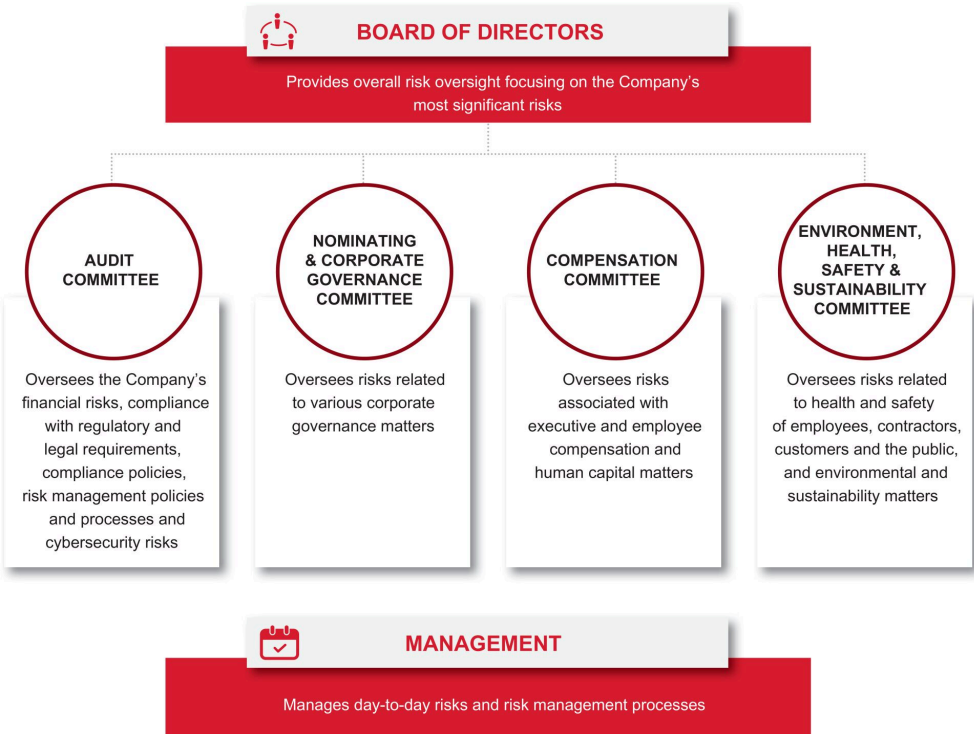 BOARD OF DIRECTORS
Provides overall risk oversight focusing on the Company’s
most significant risks
AUDIT
COMMITTEE
Oversees the Company’s
financial risks, compliance
with regulatory and
legal requirements,
compliance policies,
risk management policies
and processes and
cybersecurity risks
NOMINATING
& CORPORATE
GOVERNANCE
COMMITTEE
Oversees risks related
to various corporate
governance matters
COMPENSATION
COMMITTEE
Oversees risks
associated with
executive and employee
compensation and
human capital matters
ENVIRONMENT,
HEALTH,
SAFETY &
SUSTAINABILITY
COMMITTEE
Oversees risks related
to health and safety
of employees, contractors,
customers and the public,
and environmental and
sustainability matters
MANAGEMENT
Manages day-to-day risks and risk management processes